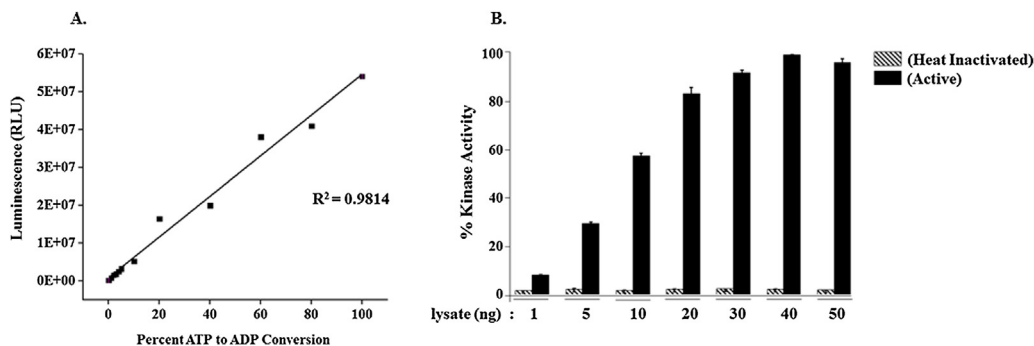 A.
6E+07
5E+07
4E+07
3E+07
2E+07
1E+07
0E+00
Luminescence (RLU)
R² = 0.9814
0 20 40 60 80 100
Percent ATP to ADP Conversion
B.
100
80
60
40
20
0
% Kinase Activity
(Heat Inactivated)
(Active)
lysate (ng) : 1 5 10 20 30 40 50